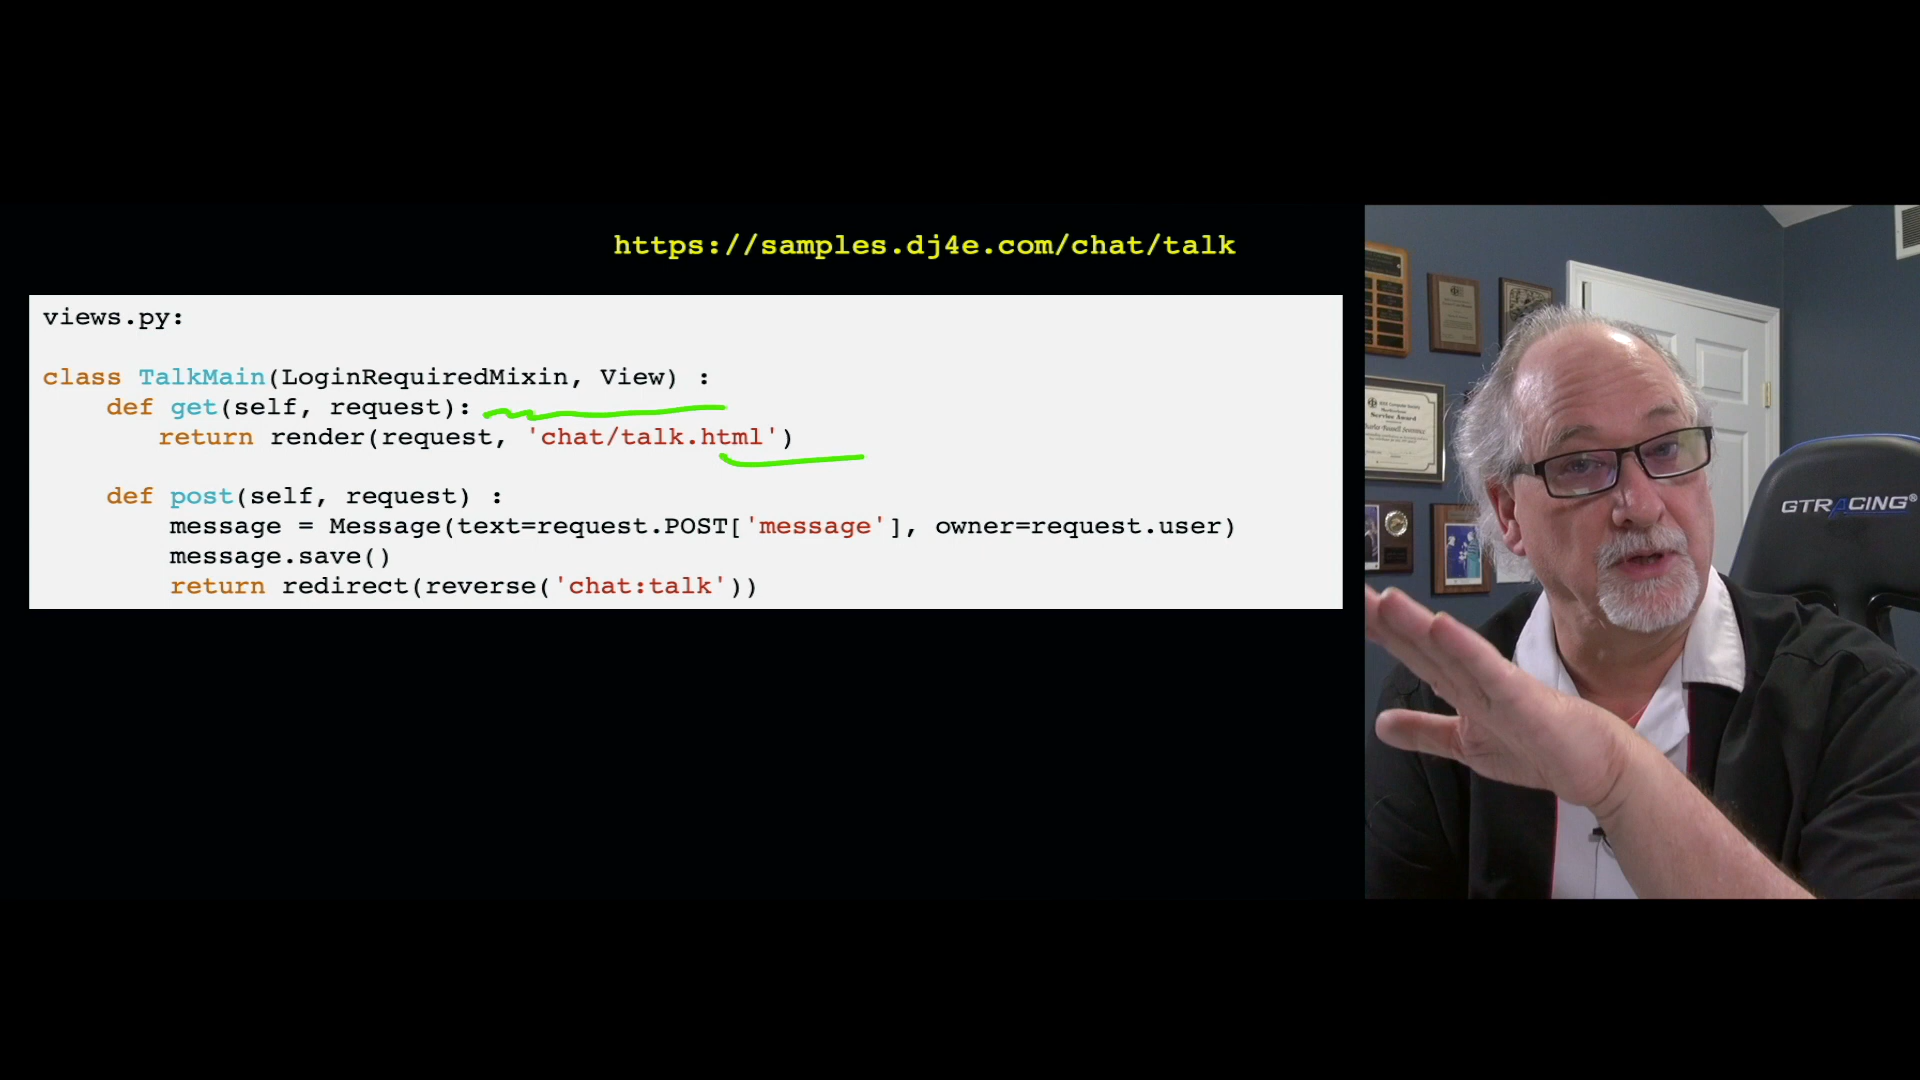 https://samples.dj4e.com/chat/talk
views.py:
class TalkMain(LoginRequiredMixin, View) :
    def get(self, request):
        return render(request, 'chat/talk.html')
    def post(self, request) :
        message = Message(text=request.POST['message'], owner=request.user)
        message.save()
        return redirect(reverse('chat:talk'))
Service Award
GTRACING®